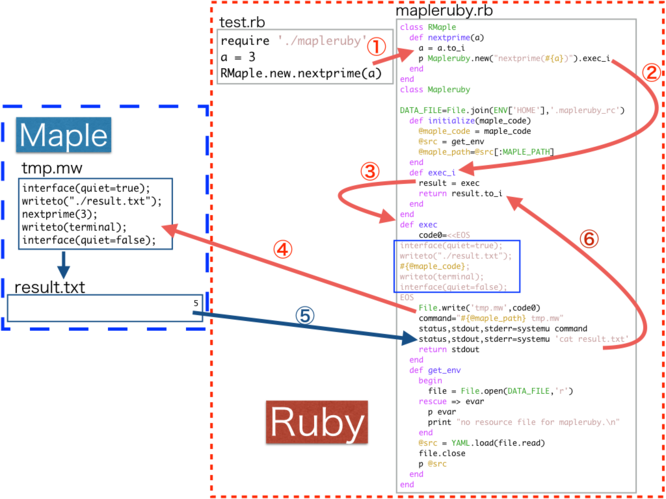 test.rb
require './mapleruby'
a = 3
RMaple.new.nextprime(a)
①
mapleruby.rb
class RMaple
def nextprime(a)
a = a.to_i
p Mapleruby.new("nextprime(#{a})").exec_i
end
end
class Mapleruby
DATA_FILE=File.join(ENV['HOME'],'.mapleruby_rc')
def initialize(maple_code)
@maple_code = maple_code
@src = get_env
@maple_path=@src[:MAPLE_PATH]
end
def exec_i
result = exec
return result.to_i
end
end
def exec
code0=<<EOS
interface(quiet=true);
writeto("./result.txt");
#{@maple_code};
writeto(terminal);
interface(quiet=false);
EOS
File.write('tmp.mw',code0)
command="#{@maple_path} tmp.mw"
status,stdout,stderr=systemu command
status,stdout,stderr=systemu 'cat result.txt'
return stdout
end
def get_env
begin
file = File.open(DATA_FILE,'r')
rescue => evar
p evar
print "no resource file for mapleruby.\n"
end
@src = YAML.load(file.read)
file.close
p @src
end
end
②
③
④
⑤
⑥
Maple
tmp.mw
interface(quiet=true);
writeto("./result.txt");
nextprime(3);
writeto(terminal);
interface(quiet=false);
result.txt
5
Ruby